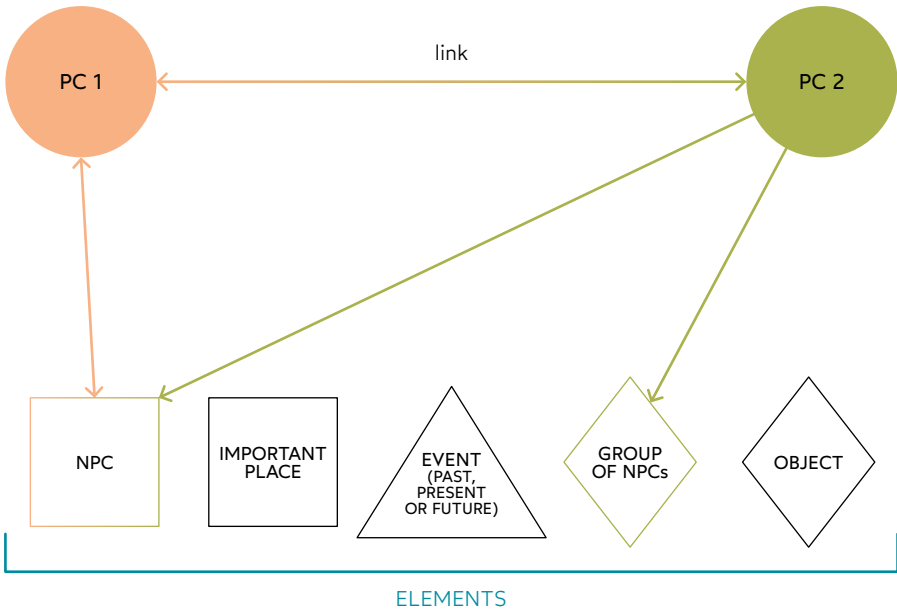 link
PC 1
PC 2
NPC
IMPORTANT
PLACE
EVENT
(PAST,
PRESENT
OR FUTURE)
GROUP
OF NPCs
OBJECT
ELEMENTS